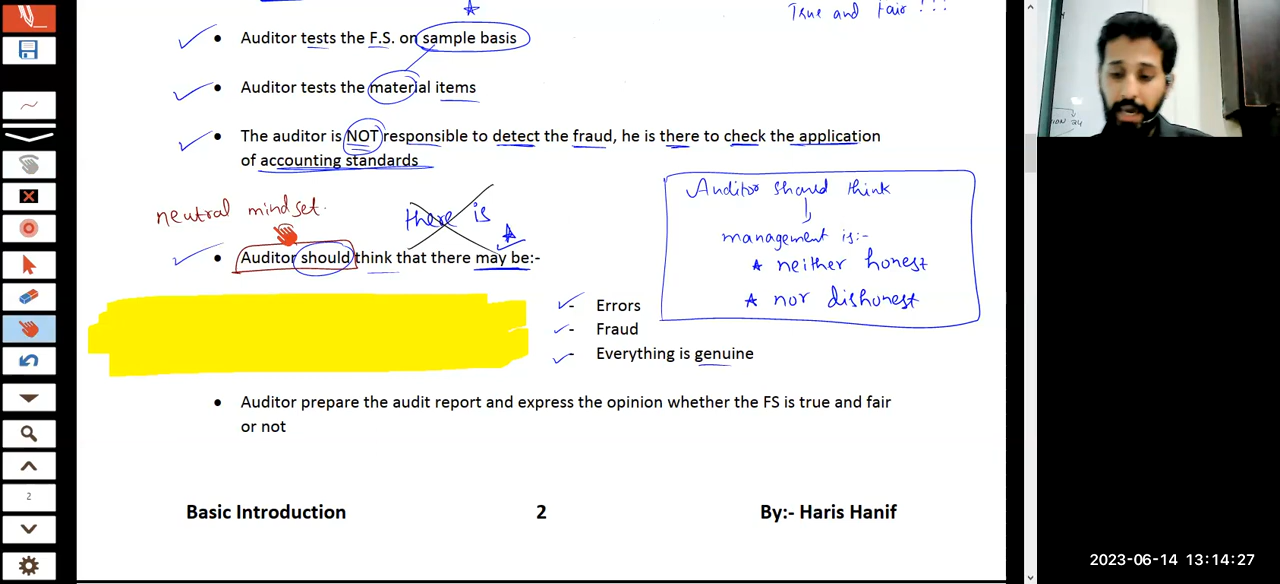 True and Fair !!!
• Auditor tests the F.S. on sample basis
• Auditor tests the material items
• The auditor is NOT responsible to detect the fraud, he is there to check the application
of accounting standards
neutral mindset.
there is
• Auditor should think that there may be:-
- Errors
- Fraud
- Everything is genuine
Auditor shared think
management is:-
neither honest
nor dishonest
• Auditor prepare the audit report and express the opinion whether the FS is true and fair
or not
Basic Introduction 2 By:- Haris Hanif
2
2023-06-14 13:14:27